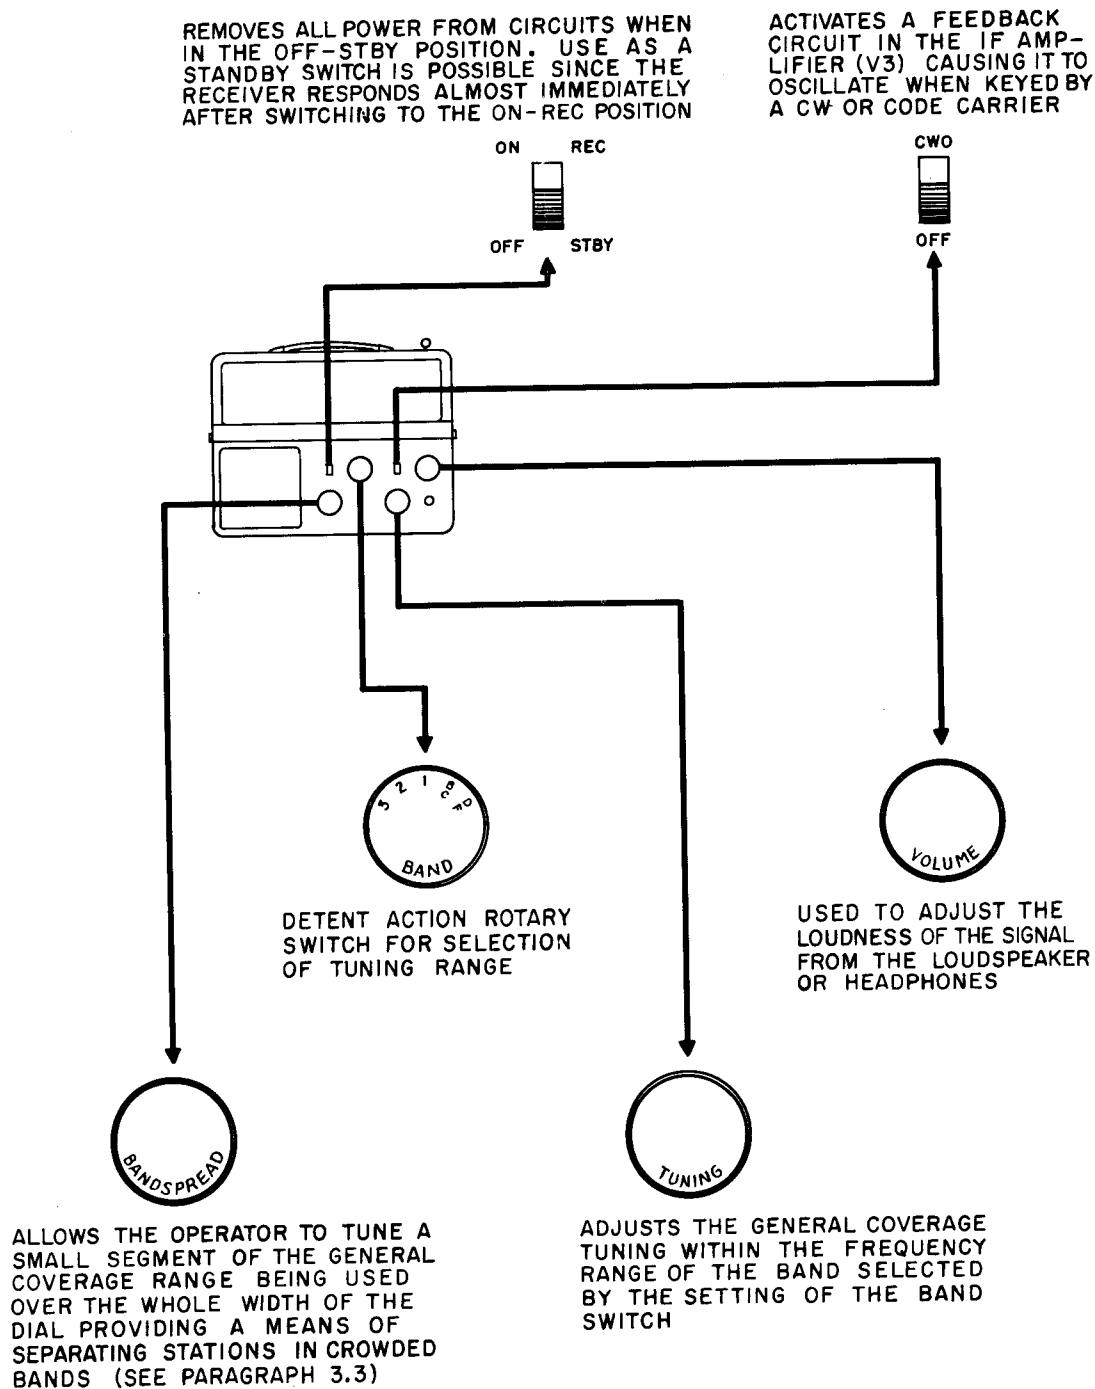 REMOVES ALL POWER FROM CIRCUITS WHEN
IN THE OFF-STBY POSITION. USE AS A
STANDBY SWITCH IS POSSIBLE SINCE THE
RECEIVER RESPONDS ALMOST IMMEDIATELY
AFTER SWITCHING TO THE ON-REC POSITION
ON REC
OFF STBY
ACTIVATES A FEEDBACK
CIRCUIT IN THE IF AMP-
LIFIER (V3) CAUSING IT TO
OSCILLATE WHEN KEYED BY
A CW OR CODE CARRIER
CWO
OFF
3 2 1 BC DF
BAND
DETENT ACTION ROTARY
SWITCH FOR SELECTION
OF TUNING RANGE
VOLUME
USED TO ADJUST THE
LOUDNESS OF THE SIGNAL
FROM THE LOUDSPEAKER
OR HEADPHONES
BANDSPREAD
ALLOWS THE OPERATOR TO TUNE A
SMALL SEGMENT OF THE GENERAL
COVERAGE RANGE BEING USED
OVER THE WHOLE WIDTH OF THE
DIAL PROVIDING A MEANS OF
SEPARATING STATIONS IN CROWDED
BANDS (SEE PARAGRAPH 3.3)
TUNING
ADJUSTS THE GENERAL COVERAGE
TUNING WITHIN THE FREQUENCY
RANGE OF THE BAND SELECTED
BY THE SETTING OF THE BAND
SWITCH